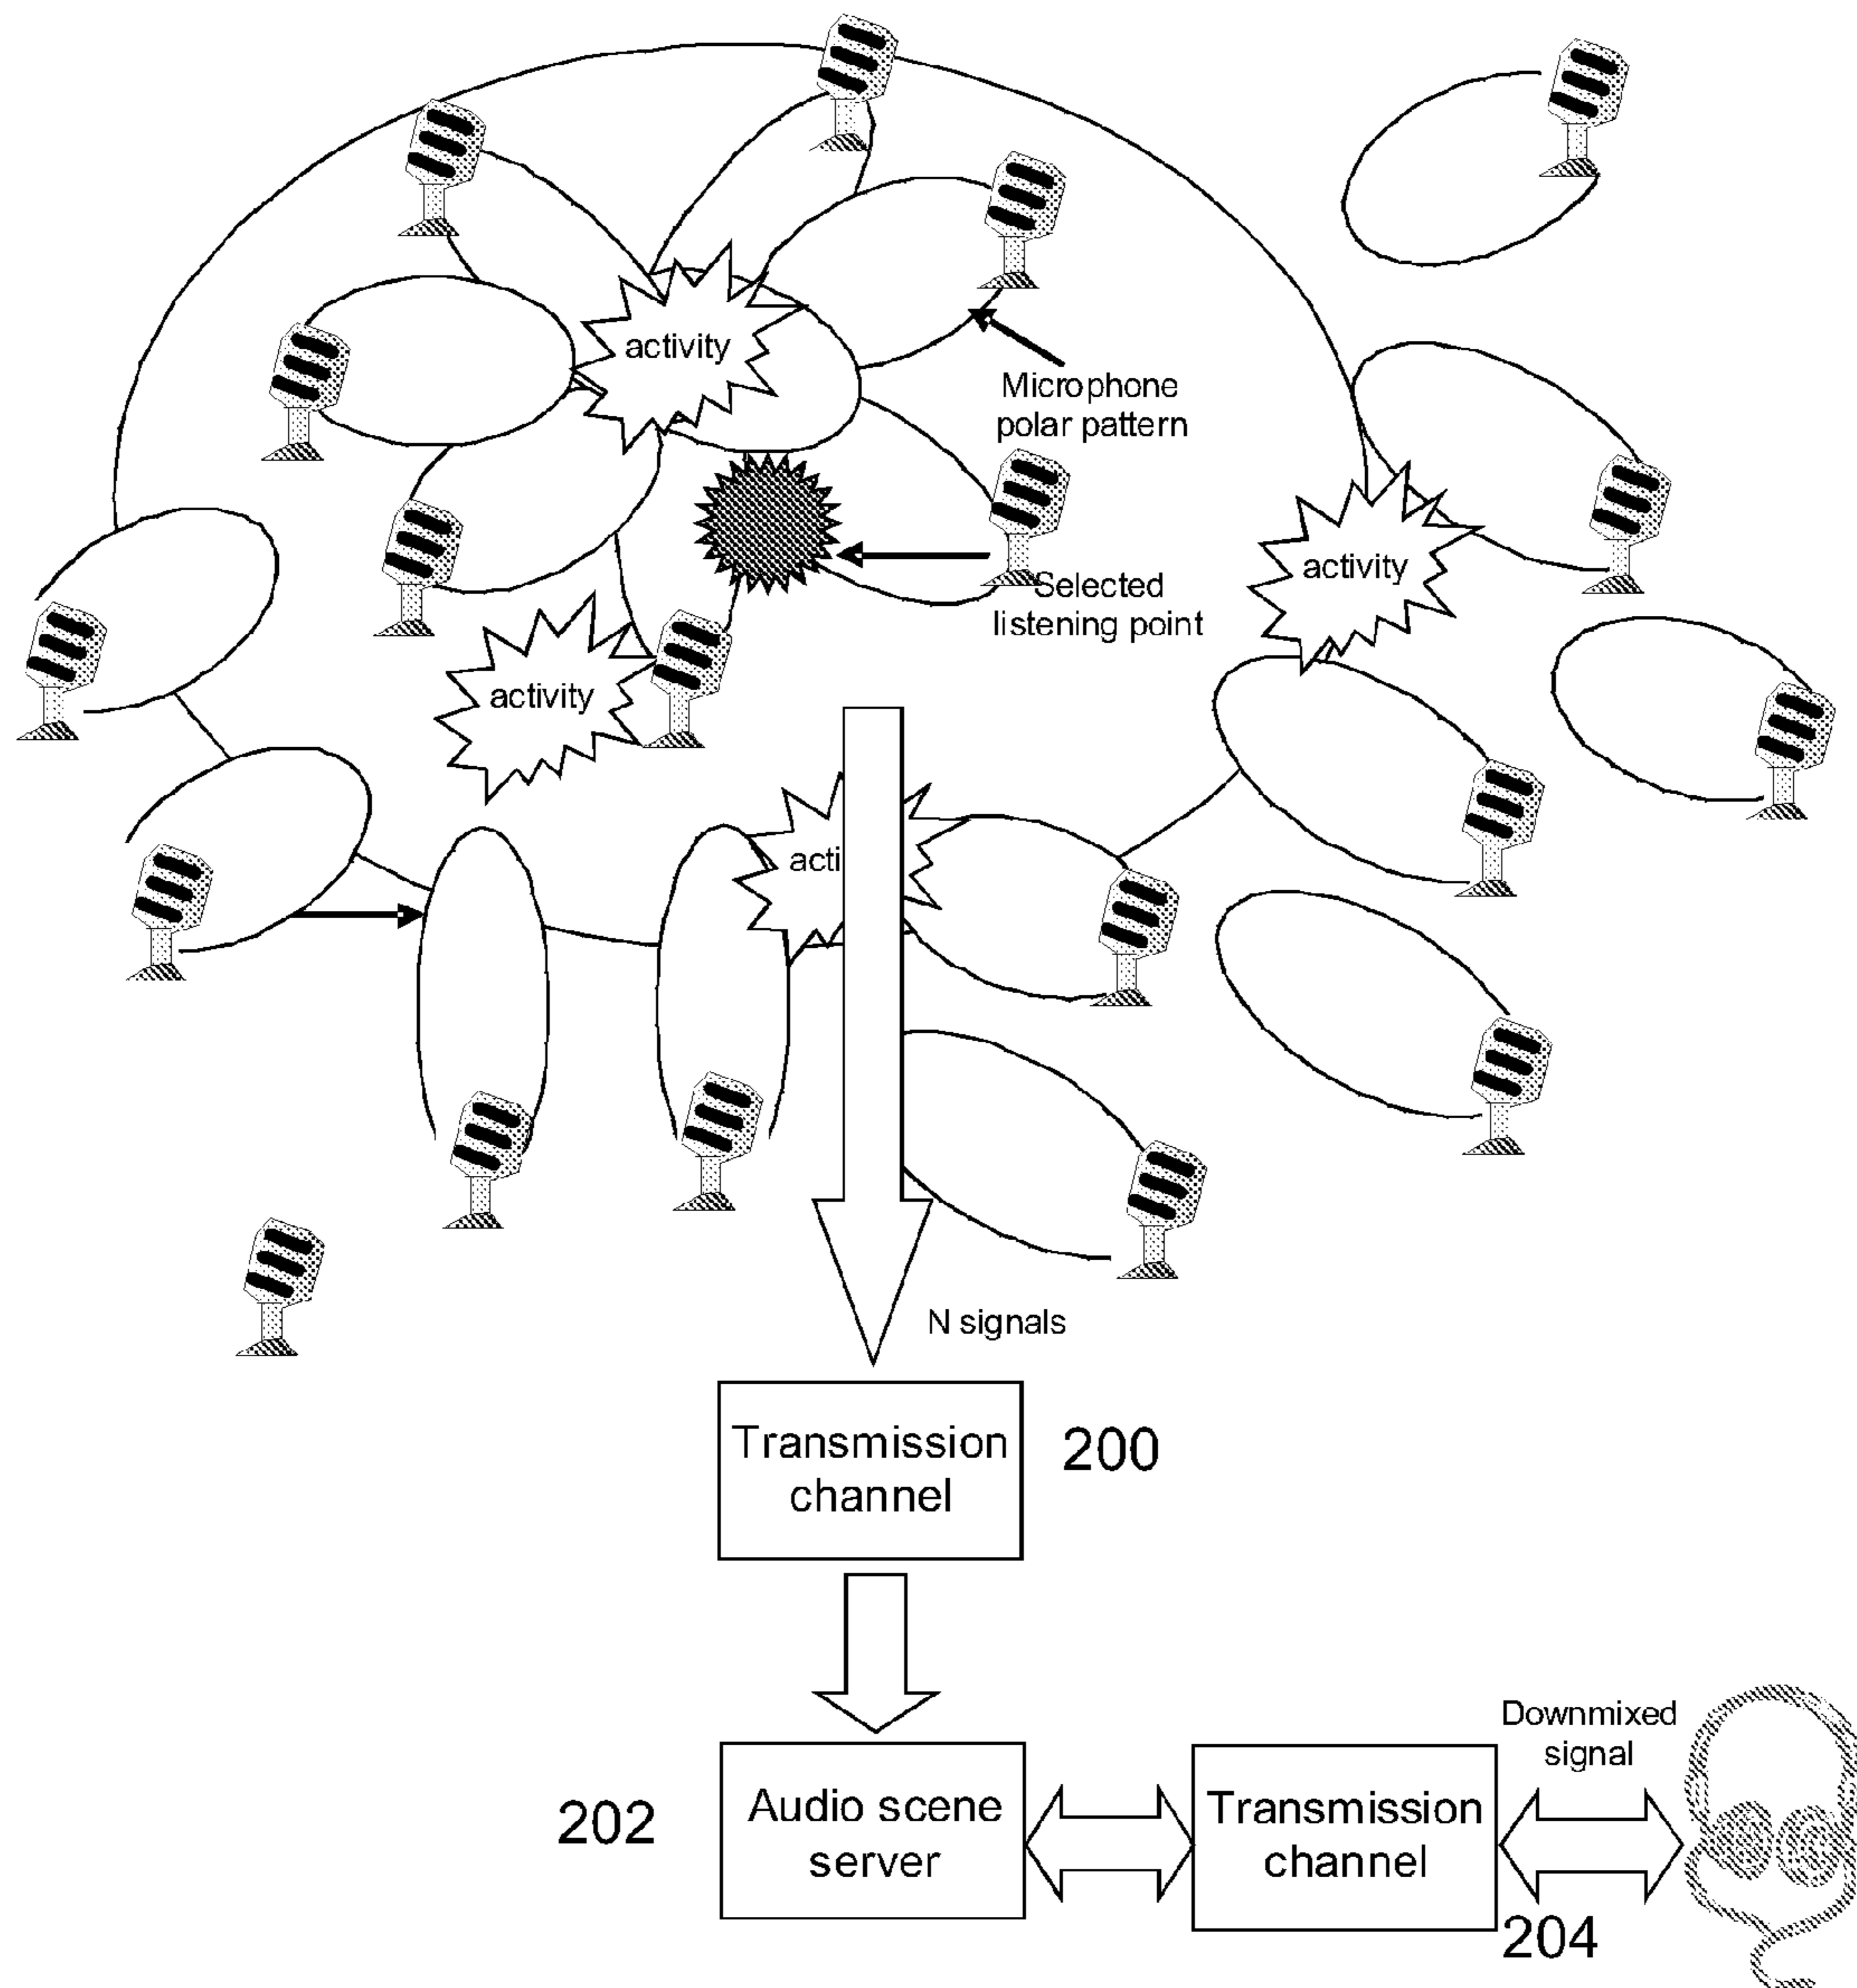 activity
Microphone
polar pattern
activity
Selected
listening point
activity
acti
N signals
Transmission
channel
200
Downmixed
signal
202
Audio scene
server
Transmission
channel
204